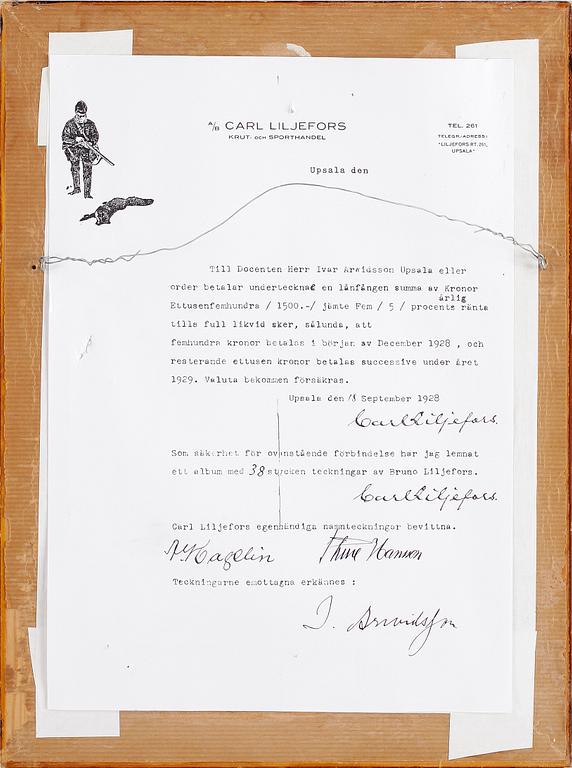 A/B CARL LILJEFORS
KRUT- OCH SPORTHANDEL
TEL. 261
TELEGR.-ADRESS:
"LILJEFORS RT. 261,
UPSALA"
Upsala den
Till Docenten Herr Ivar Arwidsson Upsala eller
order betalar undertecknad en lånfången summa av Kronor
Ettusenfemhundra / 1500.-/ jämte Fem / 5 / procents årlig ränta
tills full likvid sker, sålunda, att
femhundra kronor betalas i början av December 1928 , och
resterande ettusen kronor betalas successive under året
1929. Valuta bekommen försäkras.
Upsala den 18 September 1928
Carl Liljefors.
Som säkerhet för ovanstående förbindelse har jag lemnat
ett album med 38 stycken teckningar av Bruno Liljefors.
Carl Liljefors.
Carl Liljefors egenhändiga namnteckningar bevittna.
Hagelin Thure Hansson
Teckningarne emottagna erkännes :
I. Arwidsson